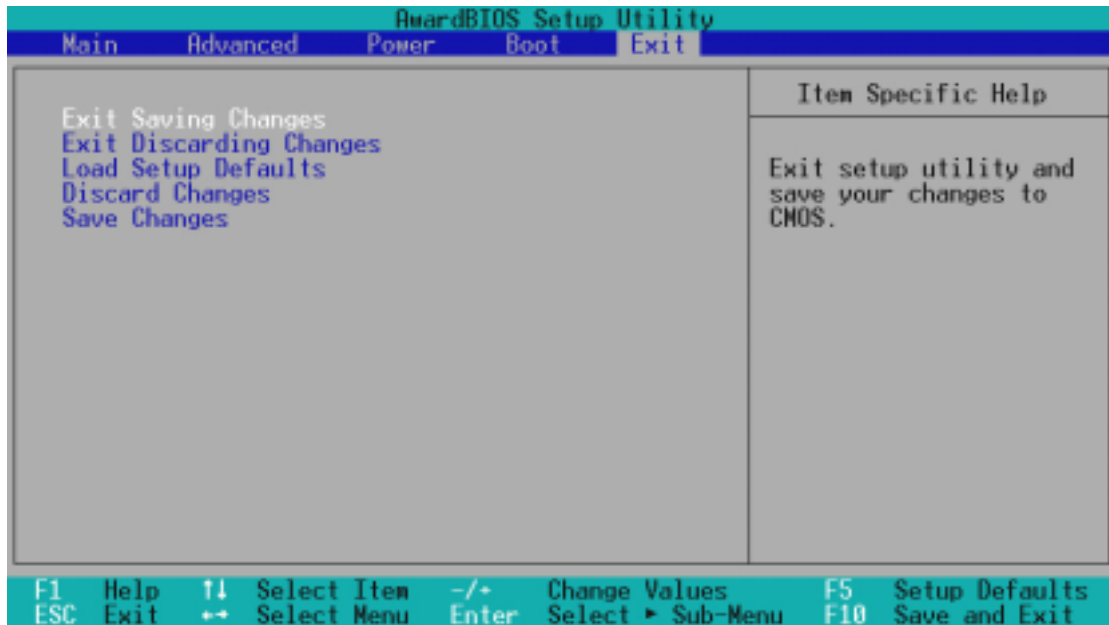 AwardBIOS Setup Utility
Main Advanced Power Boot Exit
Exit Saving Changes
Exit Discarding Changes
Load Setup Defaults
Discard Changes
Save Changes
Item Specific Help
Exit setup utility and
save your changes to
CMOS.
F1 Help ↑↓ Select Item -/+ Change Values F5 Setup Defaults
ESC Exit ←→ Select Menu Enter Select ► Sub-Menu F10 Save and Exit